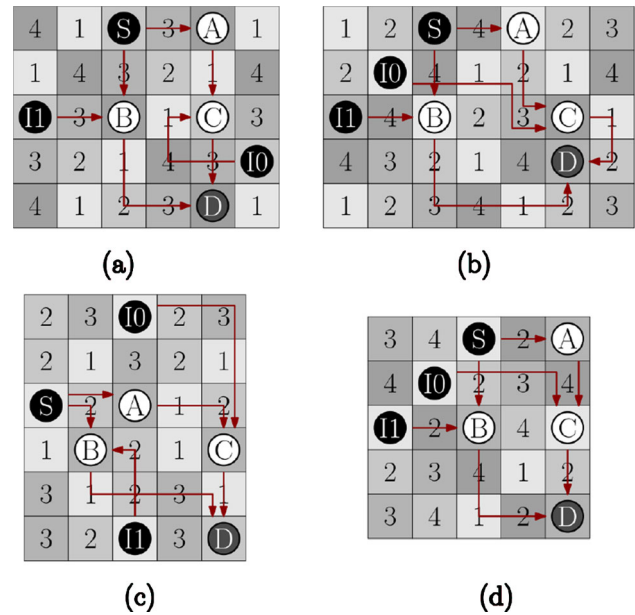 4 1 S 3 A 1
1 4 3 2 1 4
I1 3 B 1 C 3
3 2 1 4 3 I0
4 1 2 3 D 1
(a)
1 2 S 4 A 2 3
2 I0 4 1 2 1 4
I1 4 B 2 3 C 1
4 3 2 1 4 D 2
1 2 3 4 1 2 3
(b)
2 3 I0 2 3
2 1 3 2 1
S 2 A 1 2
1 B 2 1 C
3 1 2 3 1
3 2 I1 3 D
(c)
3 4 S 2 A
4 I0 2 3 4
I1 2 B 4 C
2 3 4 1 2
3 4 1 2 D
(d)